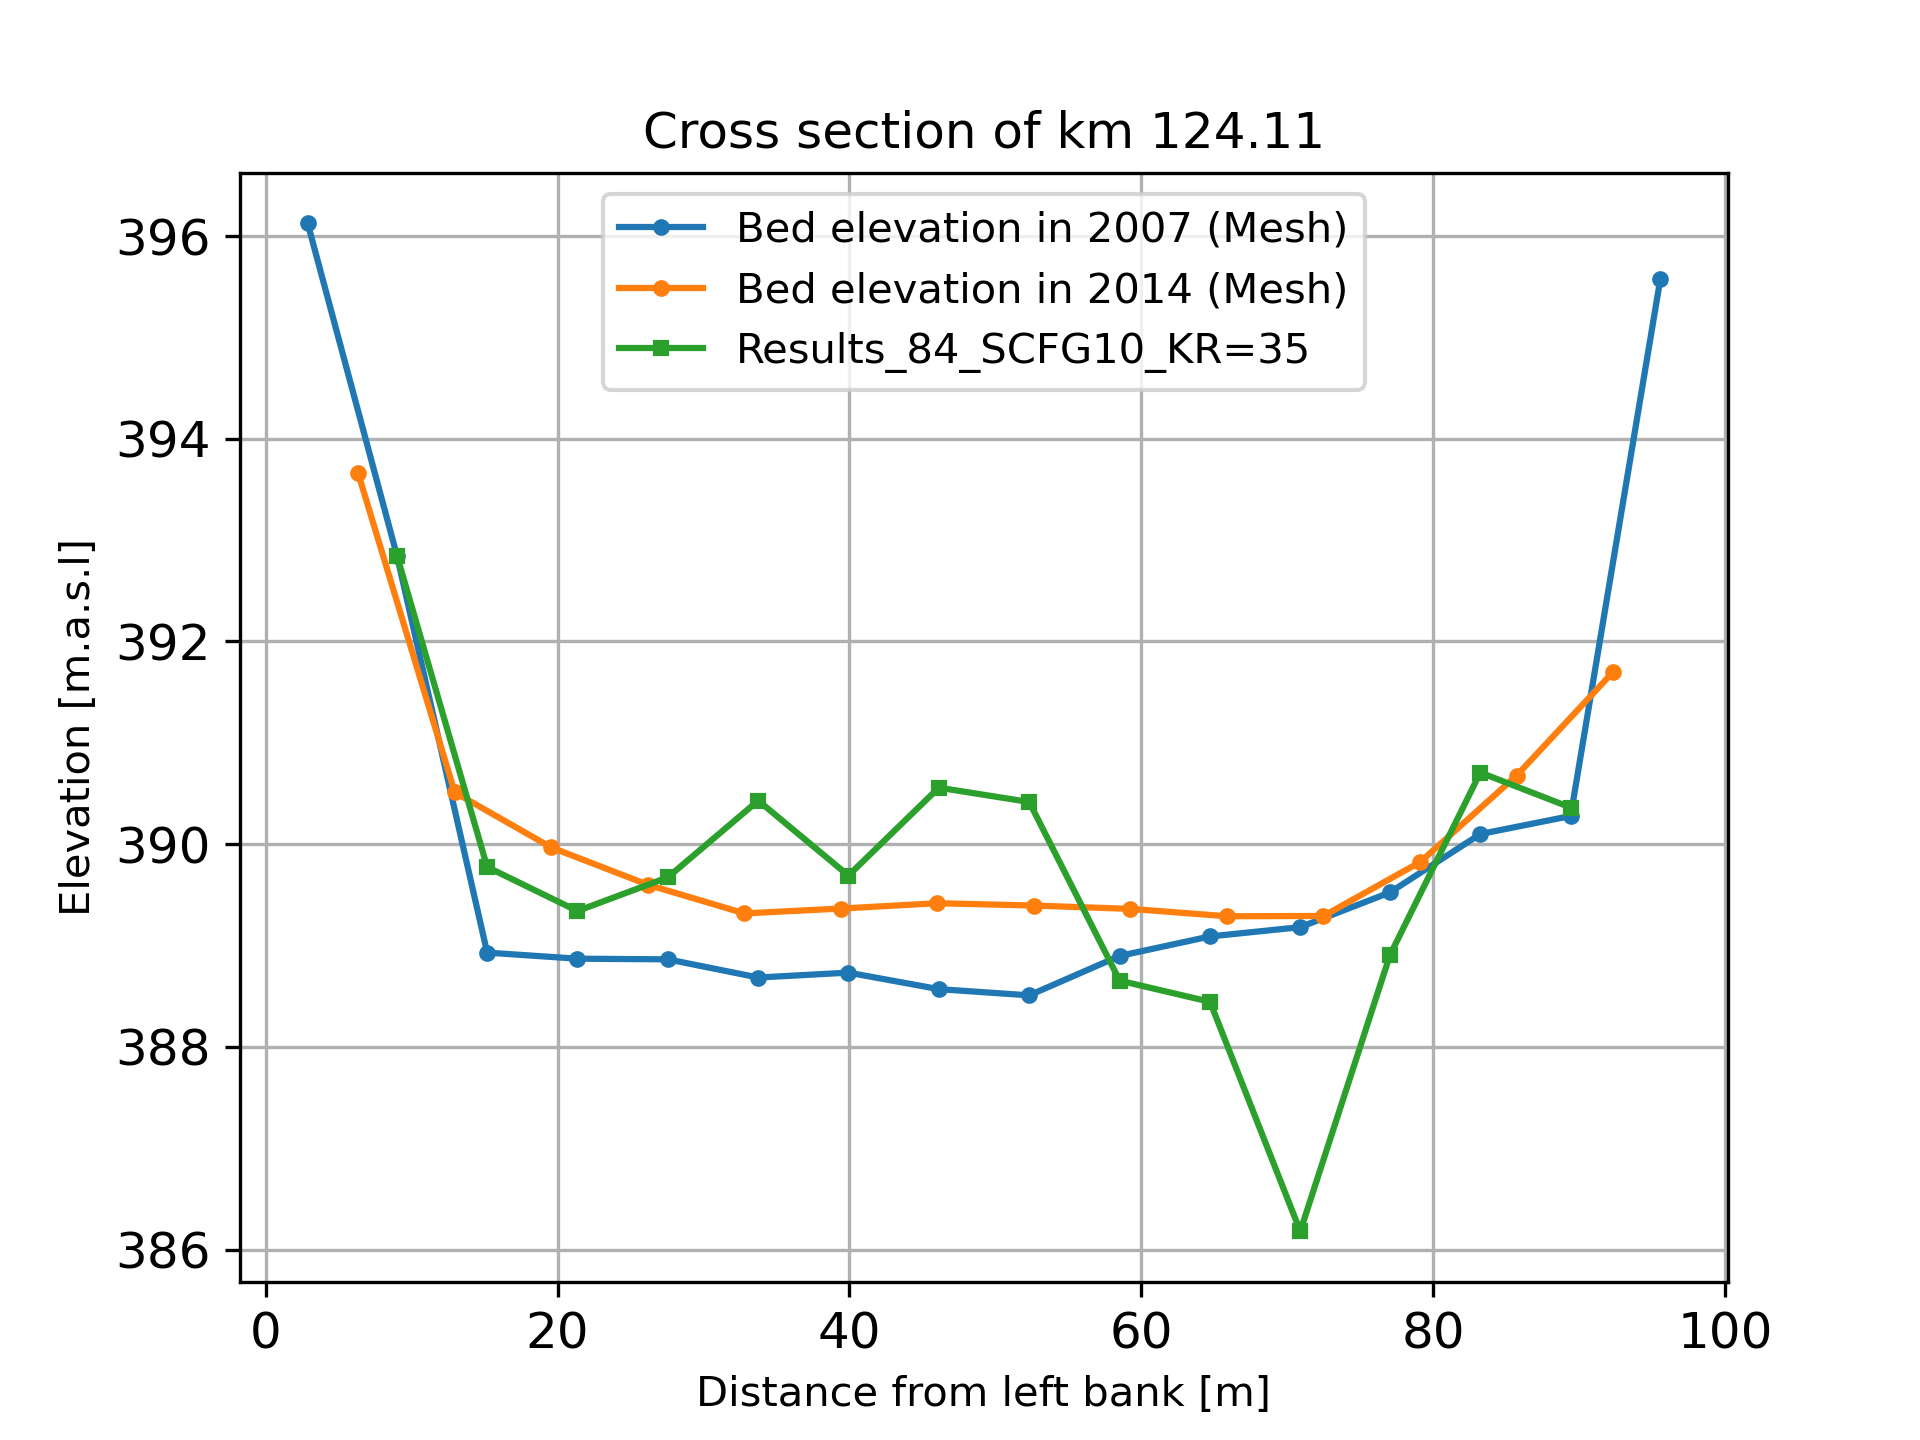 Cross section of km 124.11
Bed elevation in 2007 (Mesh)
Bed elevation in 2014 (Mesh)
Results_84_SCFG10_KR=35
Elevation [m.a.s.l]
396
394
392
390
388
386
0 20 40 60 80 100
Distance from left bank [m]